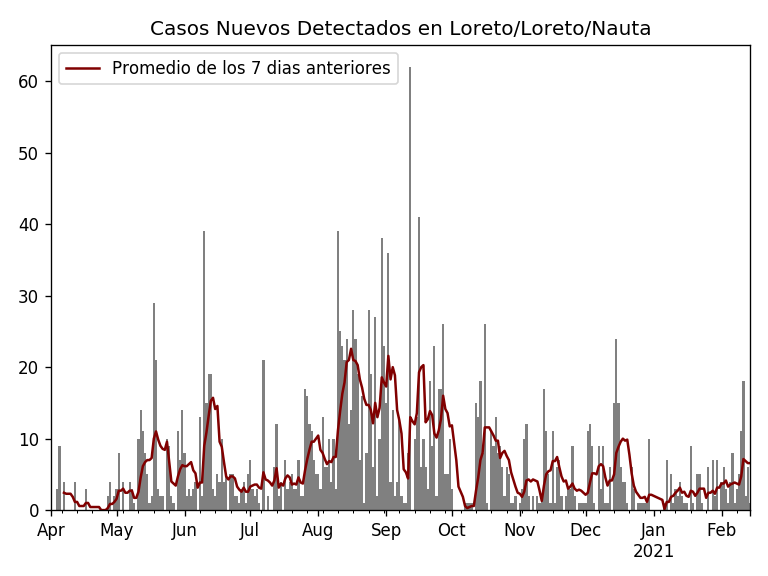 Casos Nuevos Detectados en Loreto/Loreto/Nauta
Promedio de los 7 dias anteriores
60
50
40
30
20
10
0
Apr May Jun Jul Aug Sep Oct Nov Dec Jan Feb
2021